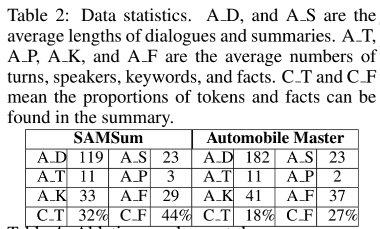 Table 2: Data statistics. A_D, and A_S are the
average lengths of dialogues and summaries. A_T,
A_P, A_K, and A_F are the average numbers of
turns, speakers, keywords, and facts. C_T and C_F
mean the proportions of tokens and facts can be
found in the summary.
SAMSum Automobile Master
A_D 119 A_S 23 A_D 182 A_S 23
A_T 11 A_P 3 A_T 11 A_P 2
A_K 33 A_F 29 A_K 41 A_F 37
C_T 32% C_F 44% C_T 18% C_F 27%